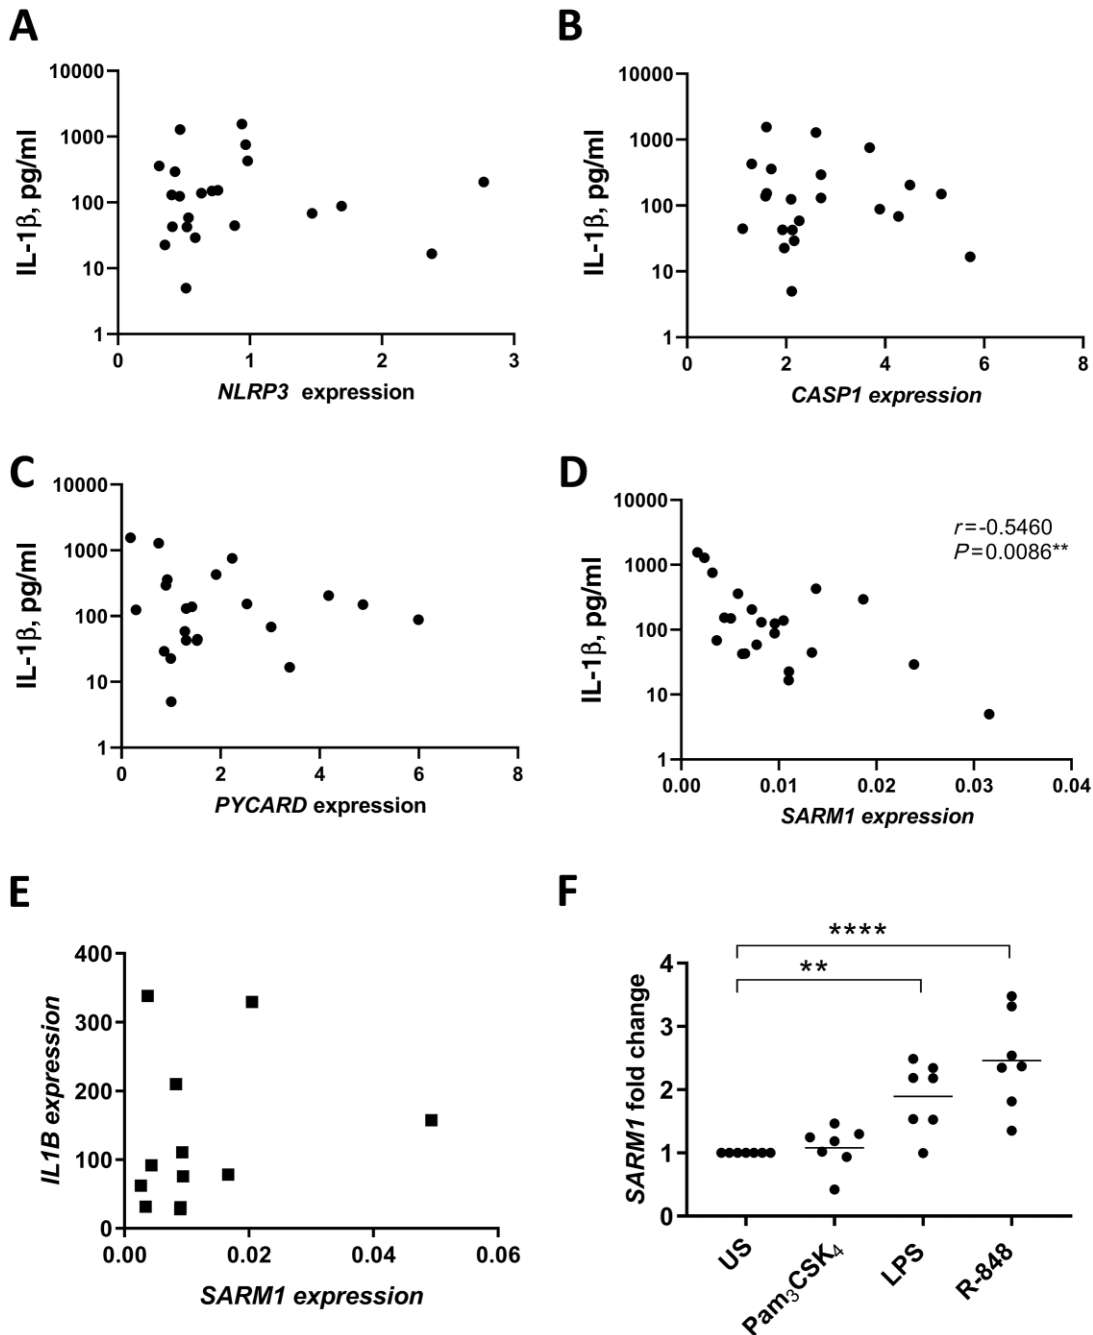 A
10000
1000
100
10
1
IL-1β, pg/ml
0 1 2 3
NLRP3 expression
B
10000
1000
100
10
1
IL-1β, pg/ml
0 2 4 6 8
CASP1 expression
C
10000
1000
100
10
1
IL-1β, pg/ml
0 2 4 6 8
PYCARD expression
D
10000
1000
100
10
1
IL-1β, pg/ml
r=-0.5460
P=0.0086**
0.00 0.01 0.02 0.03 0.04
SARM1 expression
E
400
300
200
100
0
IL1B expression
0.00 0.02 0.04 0.06
SARM1 expression
F
4
3
2
1
0
SARM1 fold change
****
**
US Pam₃CSK₄ LPS R-848